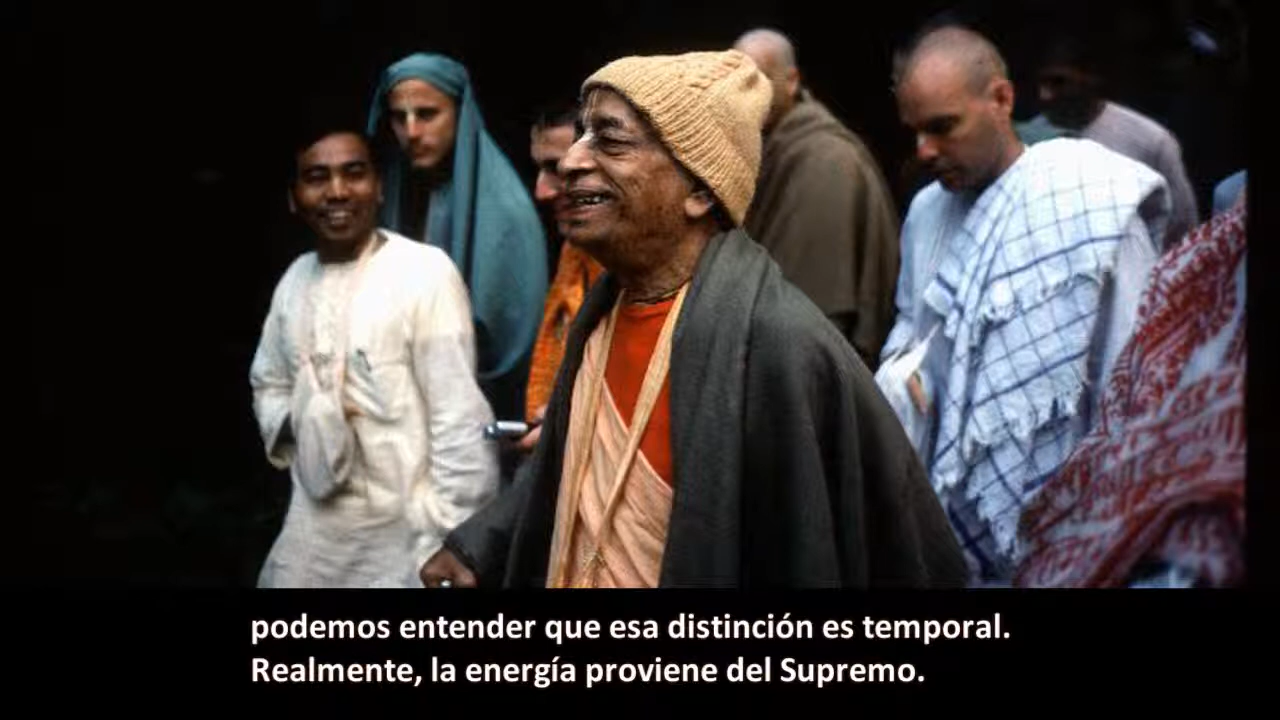 podemos entender que esa distinción es temporal.
Realmente, la energía proviene del Supremo.